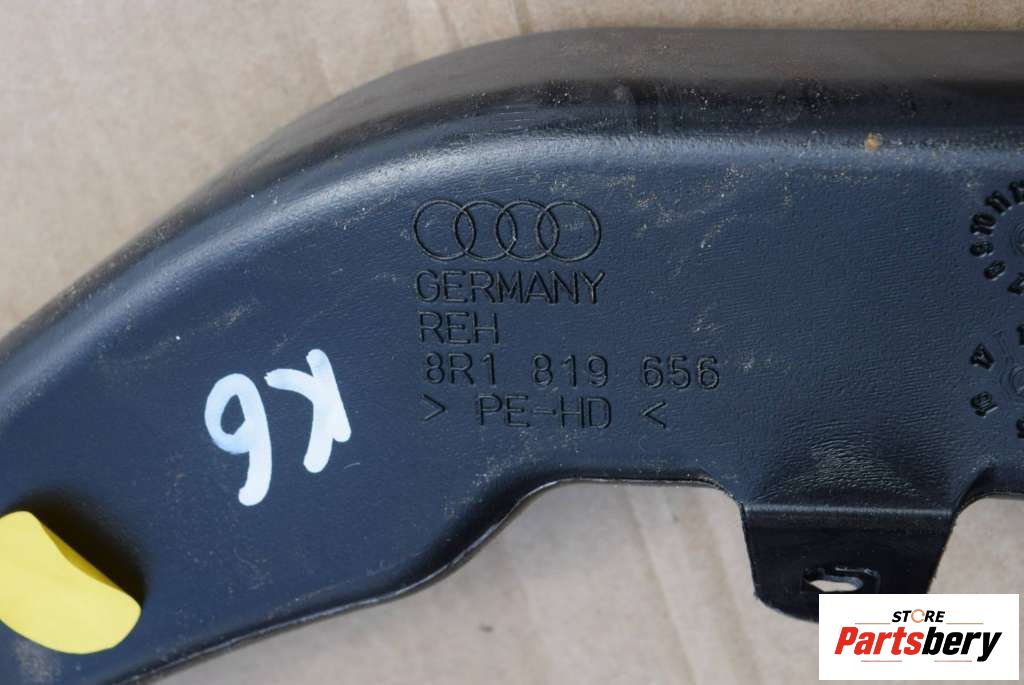 GERMANY
REH
8R1 819 656
> PE-HD <
K6
STORE
Partsbery